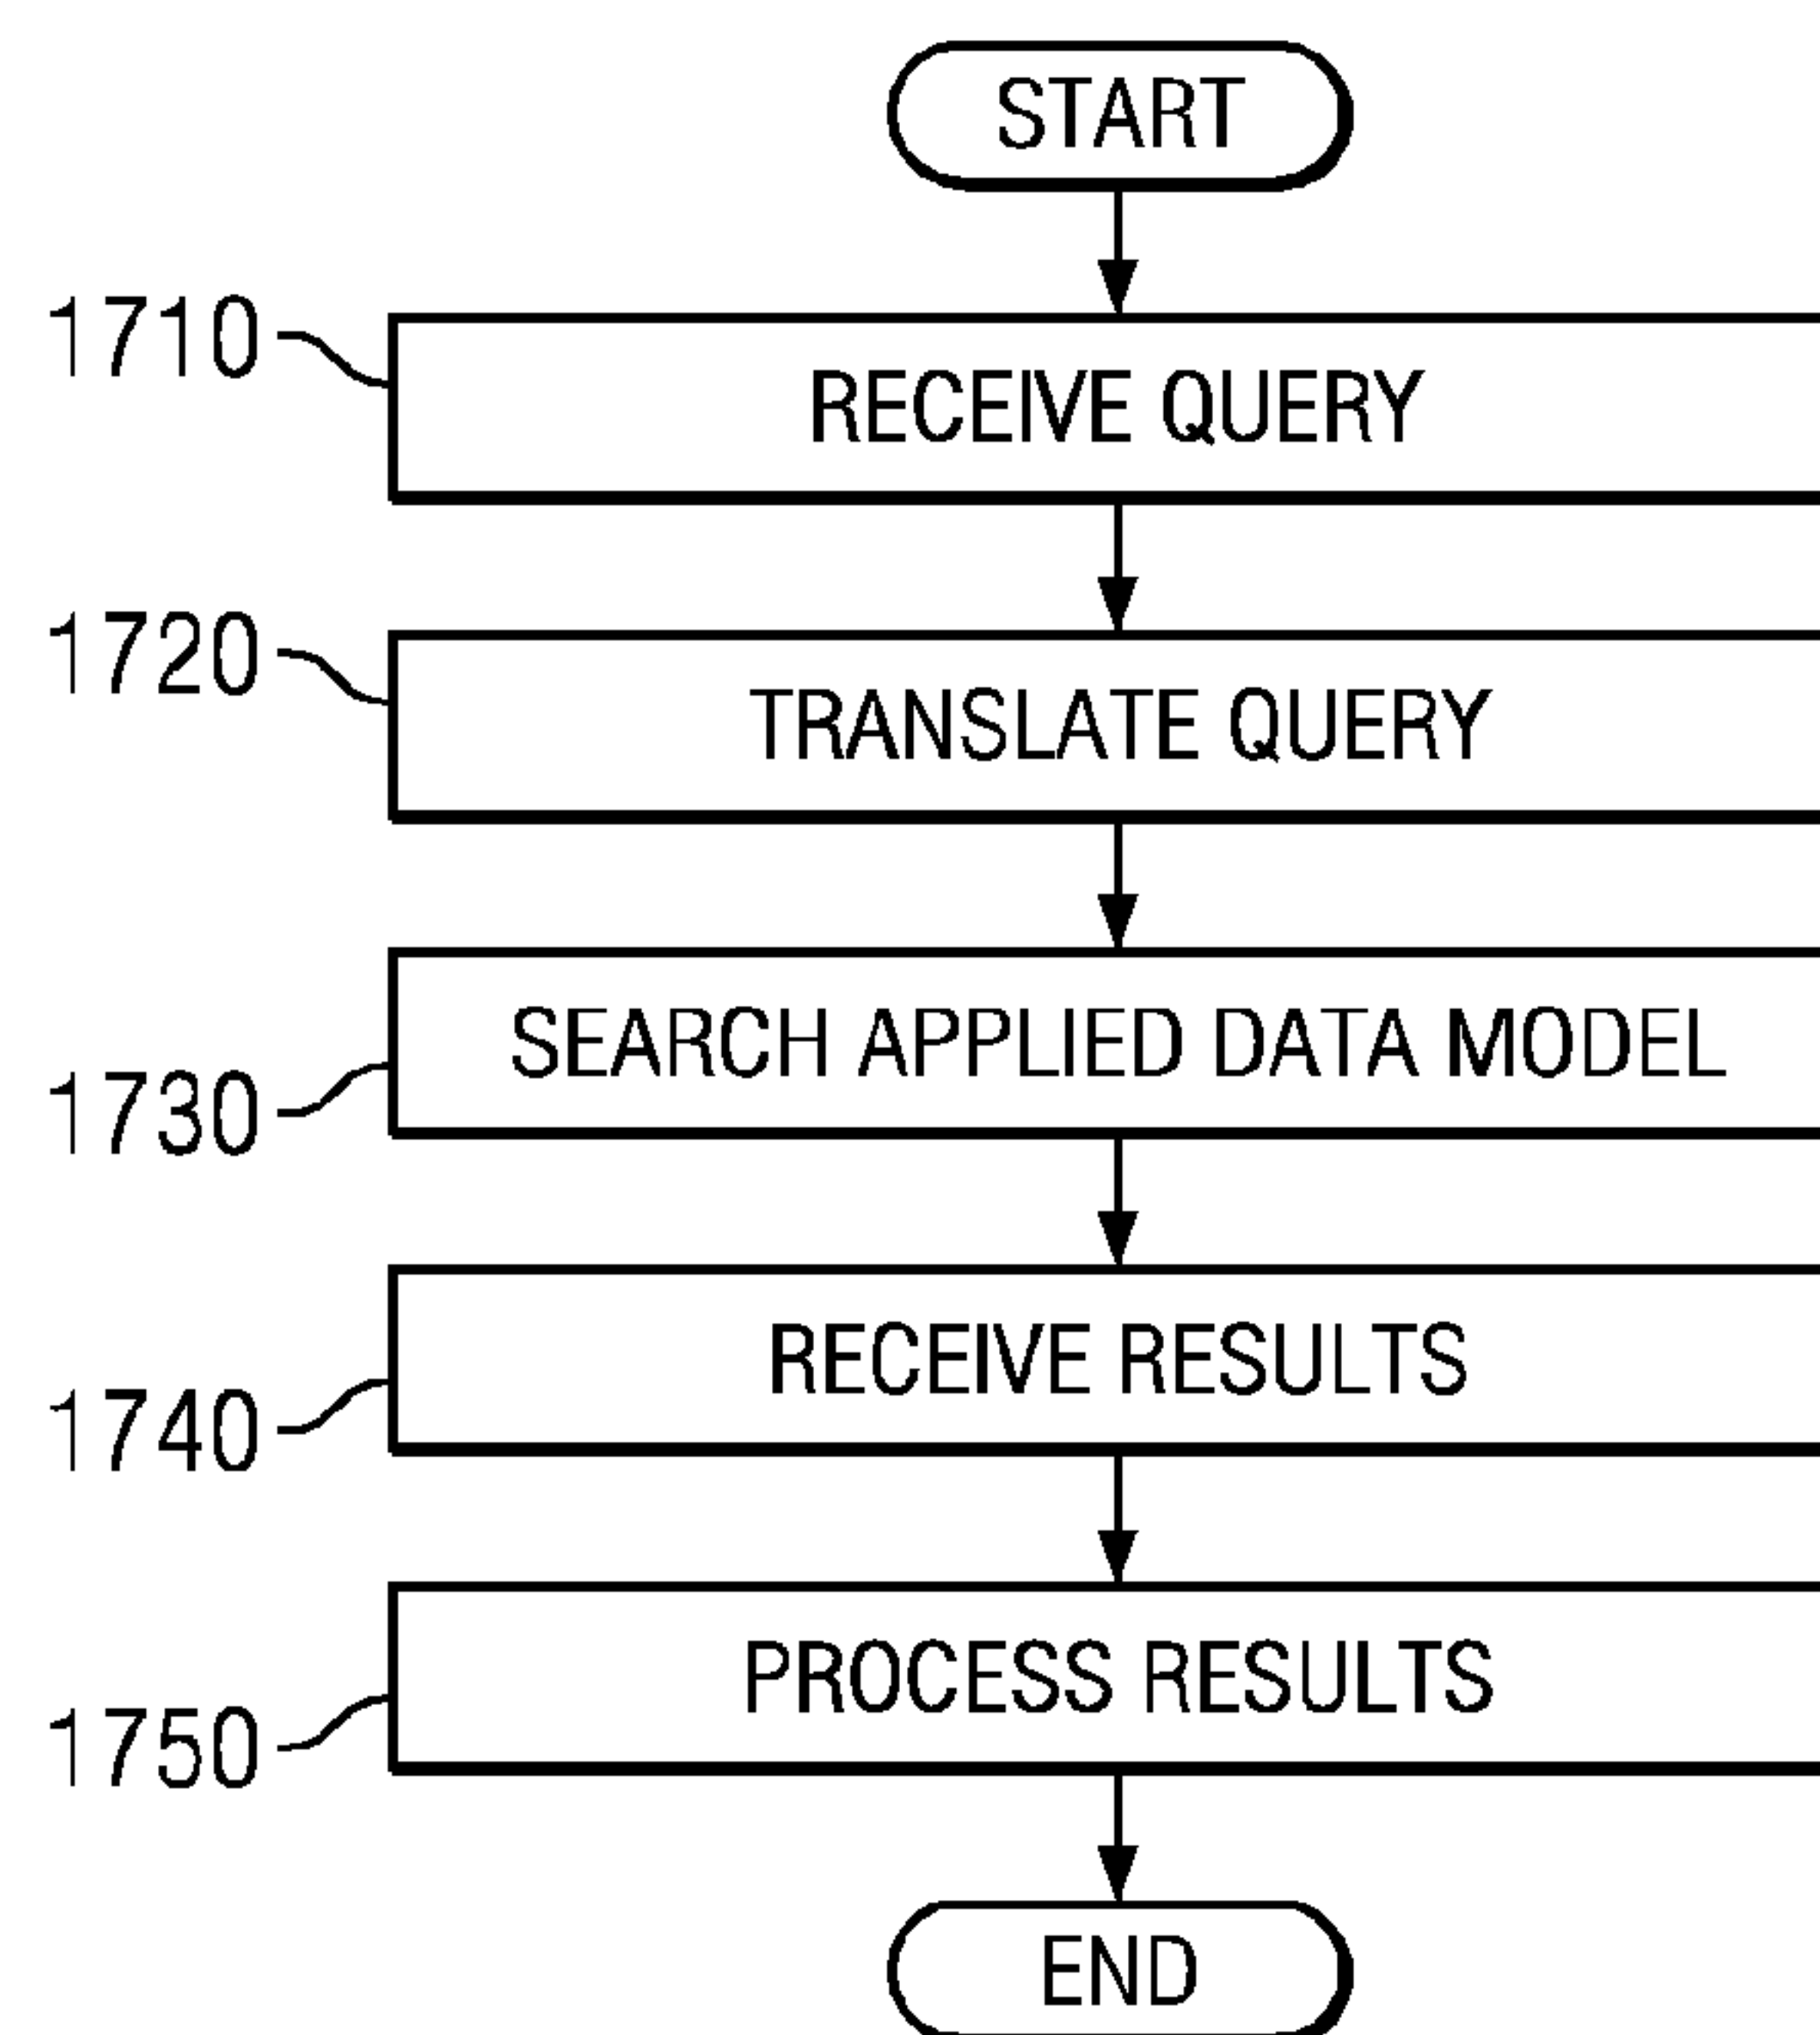 START
1710
RECEIVE QUERY
1720
TRANSLATE QUERY
SEARCH APPLIED DATA MODEL
1730
RECEIVE RESULTS
1740
PROCESS RESULTS
1750
END